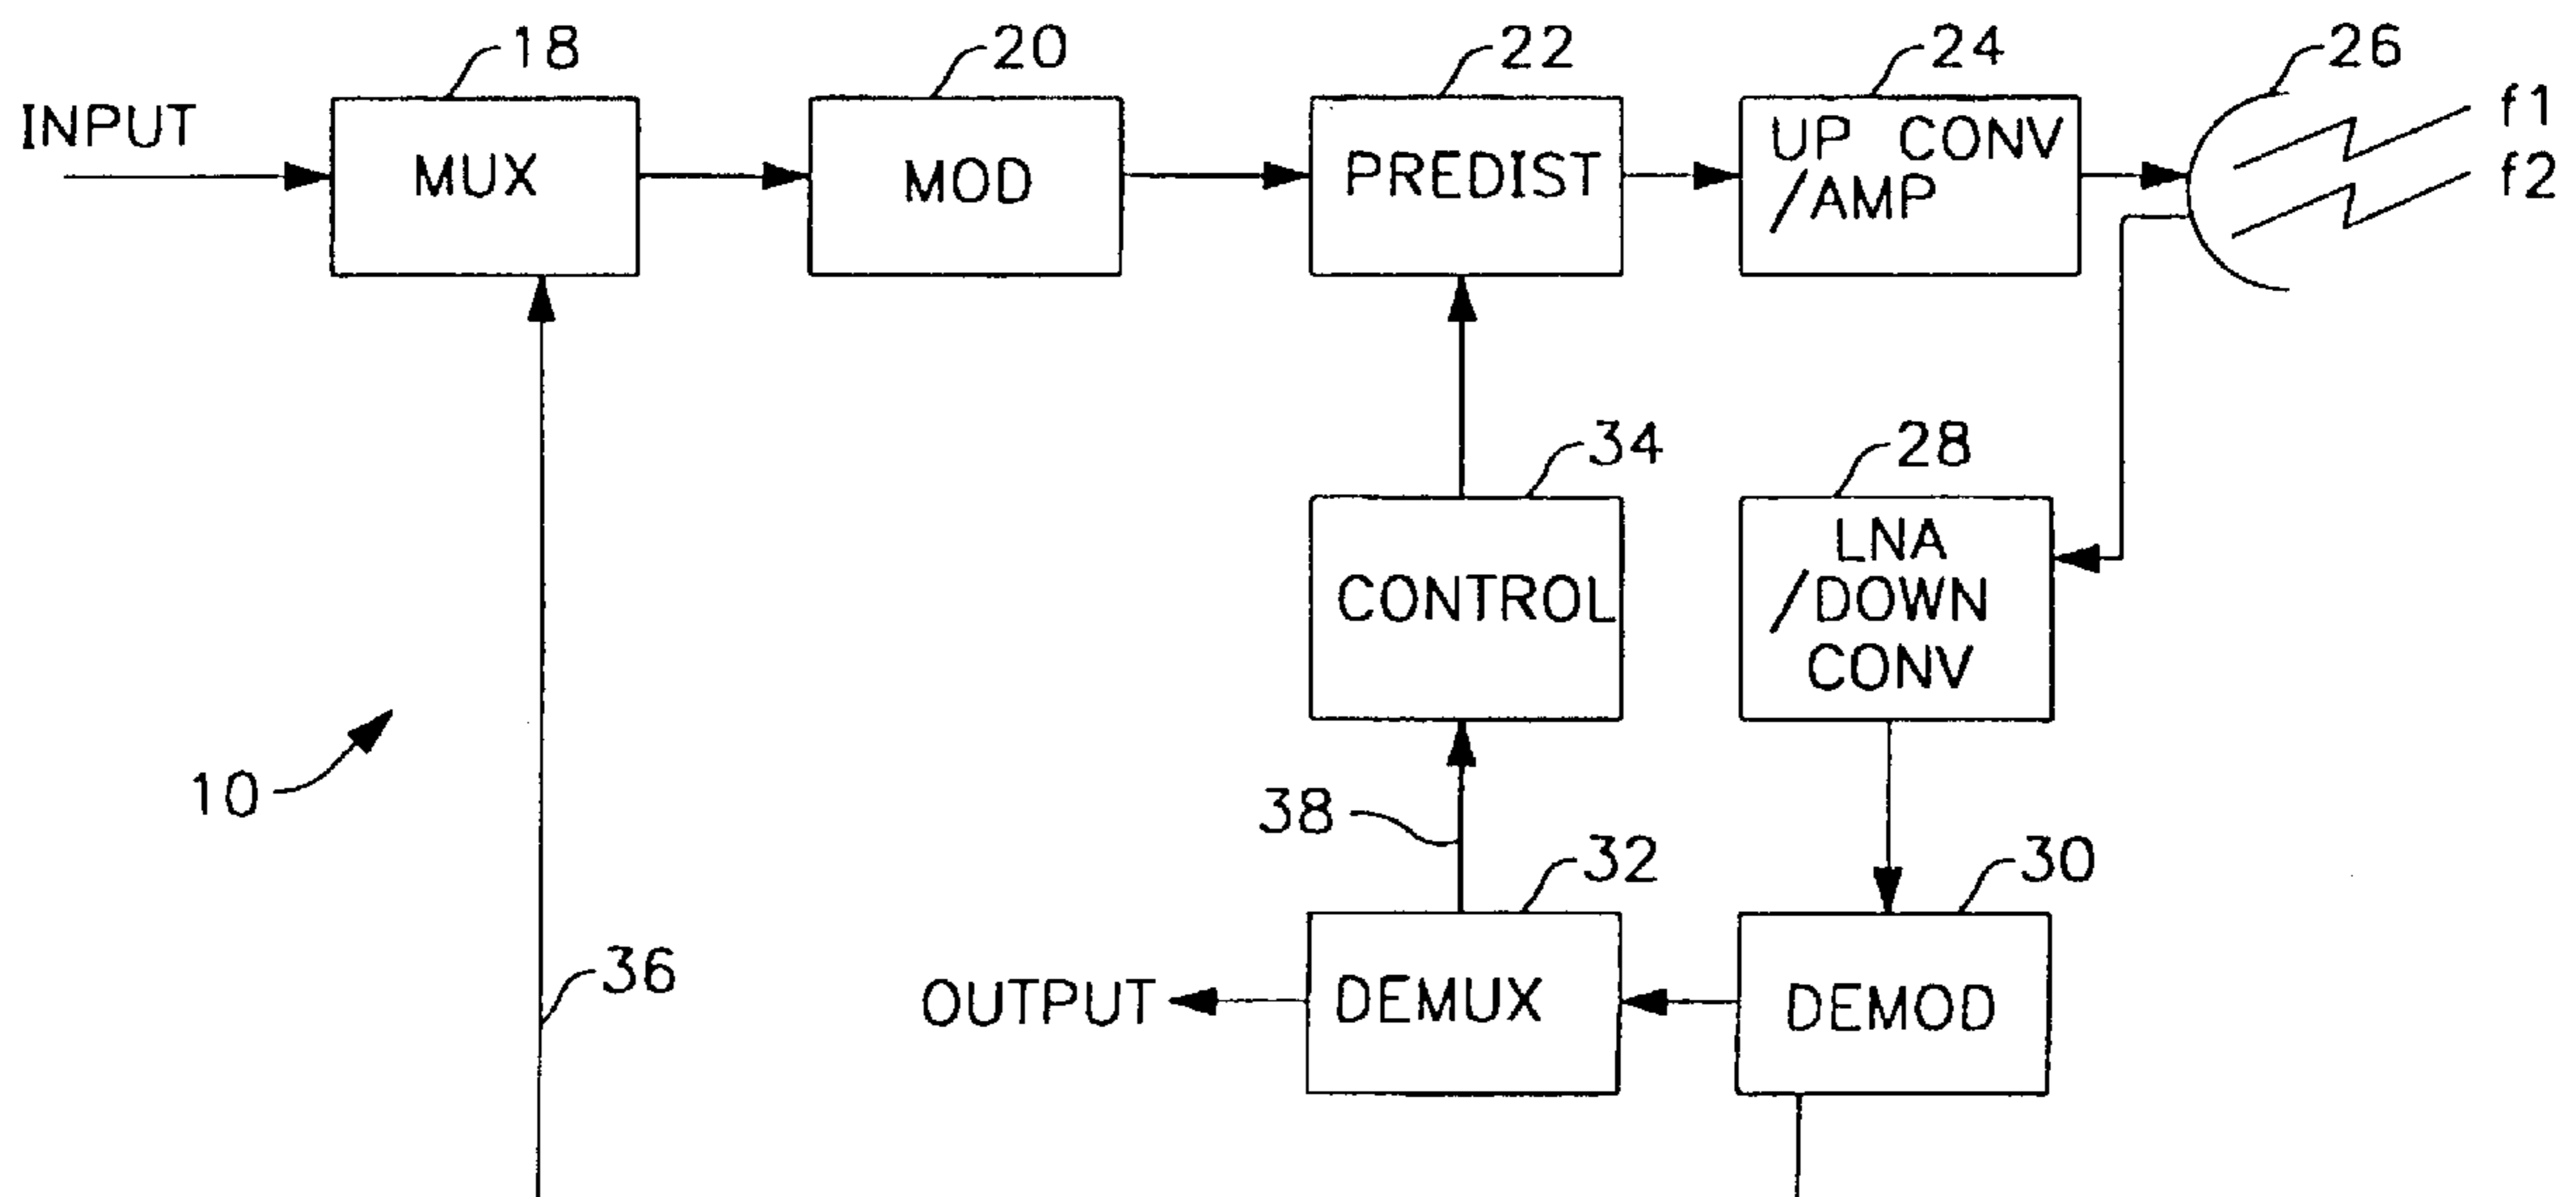 18
20
22
24
26
INPUT
MUX
MOD
PREDIST
UP CONV
/AMP
f1
f2
34
28
CONTROL
LNA
/DOWN
CONV
10
38
32
30
36
OUTPUT
DEMUX
DEMOD